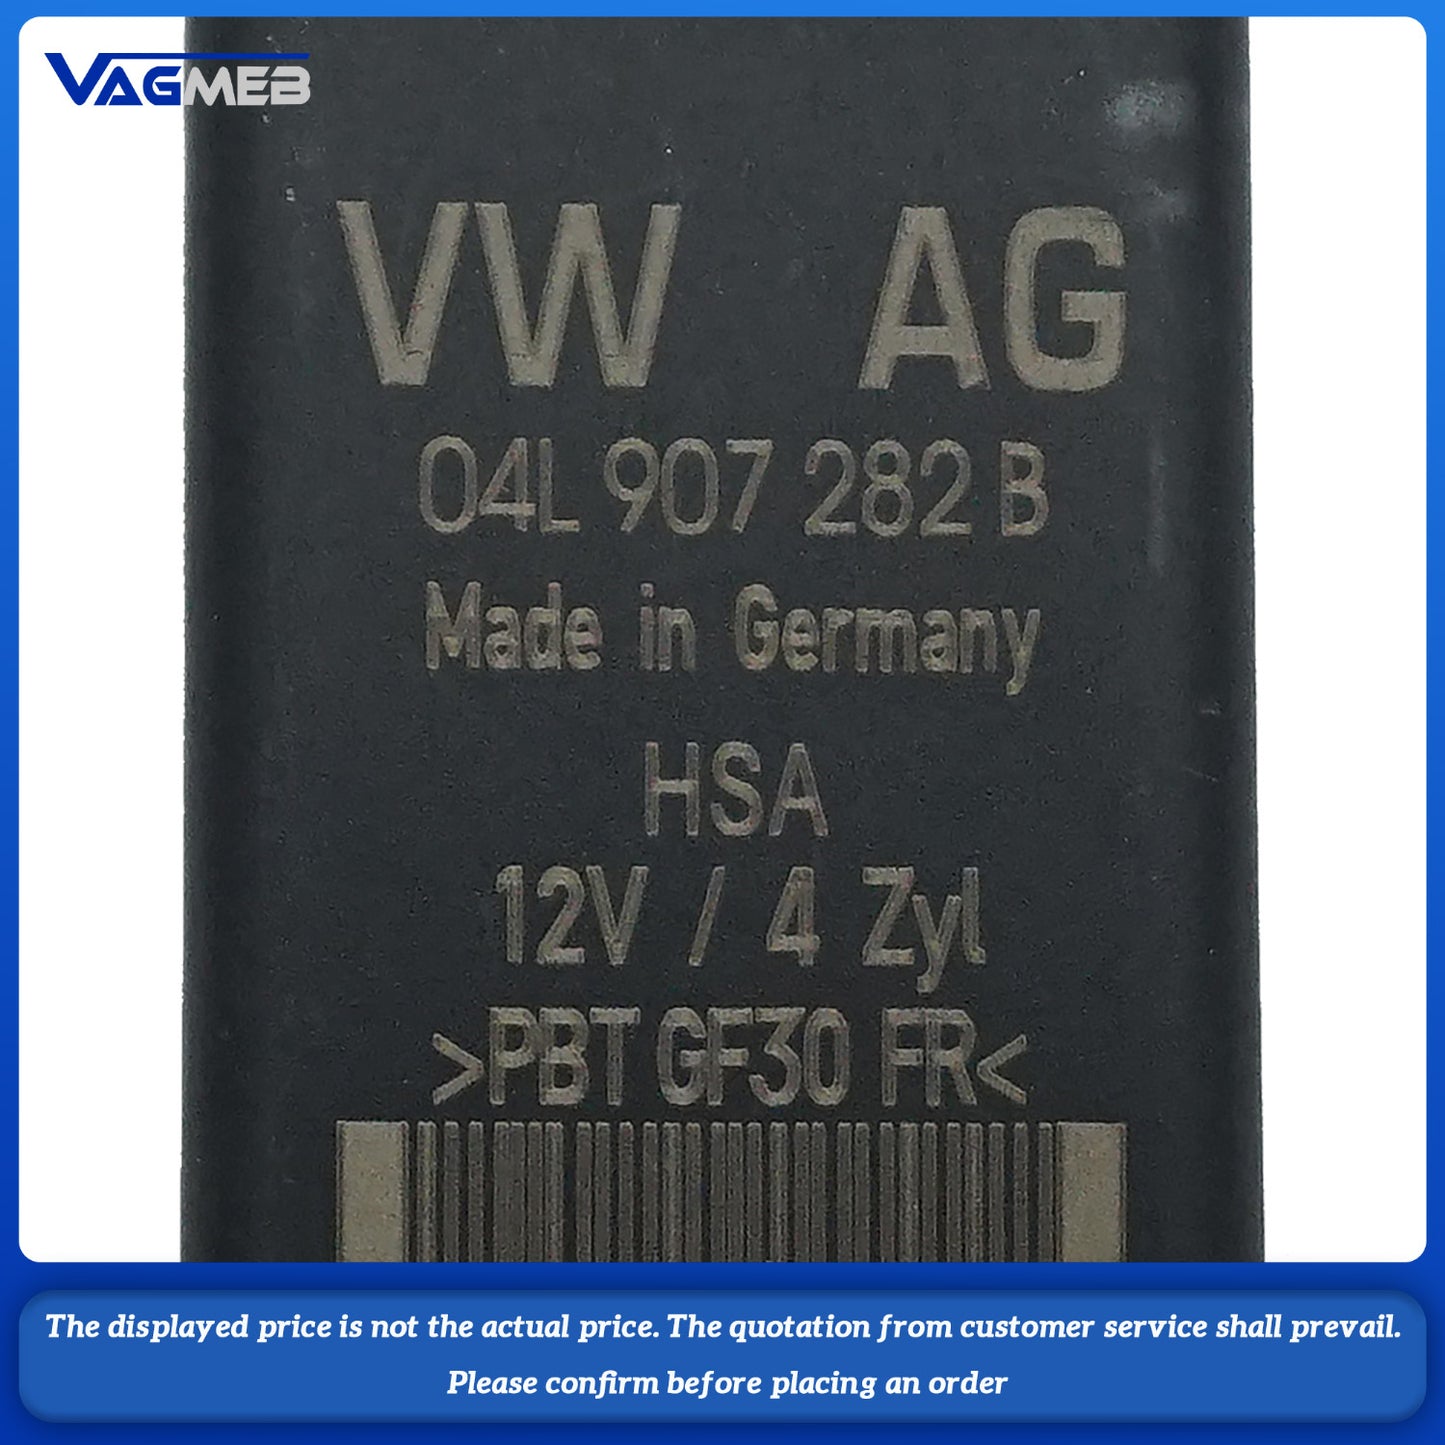 VAGMEB
VW AG
04L 907 282 B
Made in Germany
HSA
12V / 4 Zyl
>PBT GF30 FR<
The displayed price is not the actual price. The quotation from customer service shall prevail.
Please confirm before placing an order